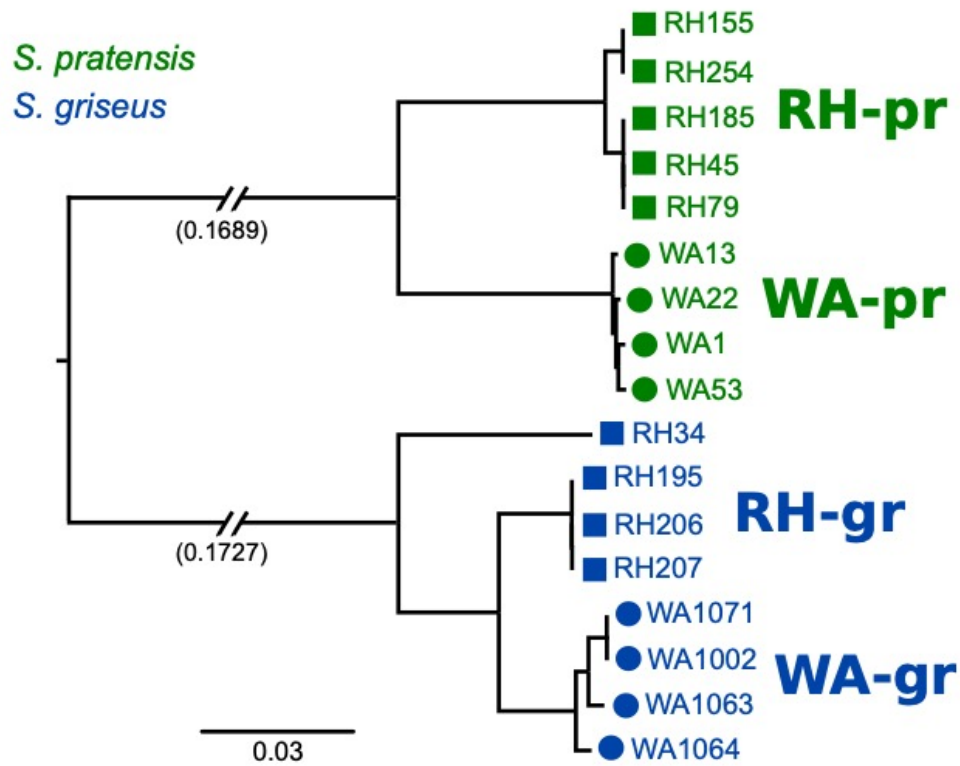 S. pratensis
S. griseus
RH155
RH254
RH185
RH45
RH79
RH-pr
WA13
WA22
WA1
WA53
WA-pr
RH34
RH195
RH206
RH207
RH-gr
WA1071
WA1002
WA1063
WA1064
WA-gr
(0.1689)
(0.1727)
0.03